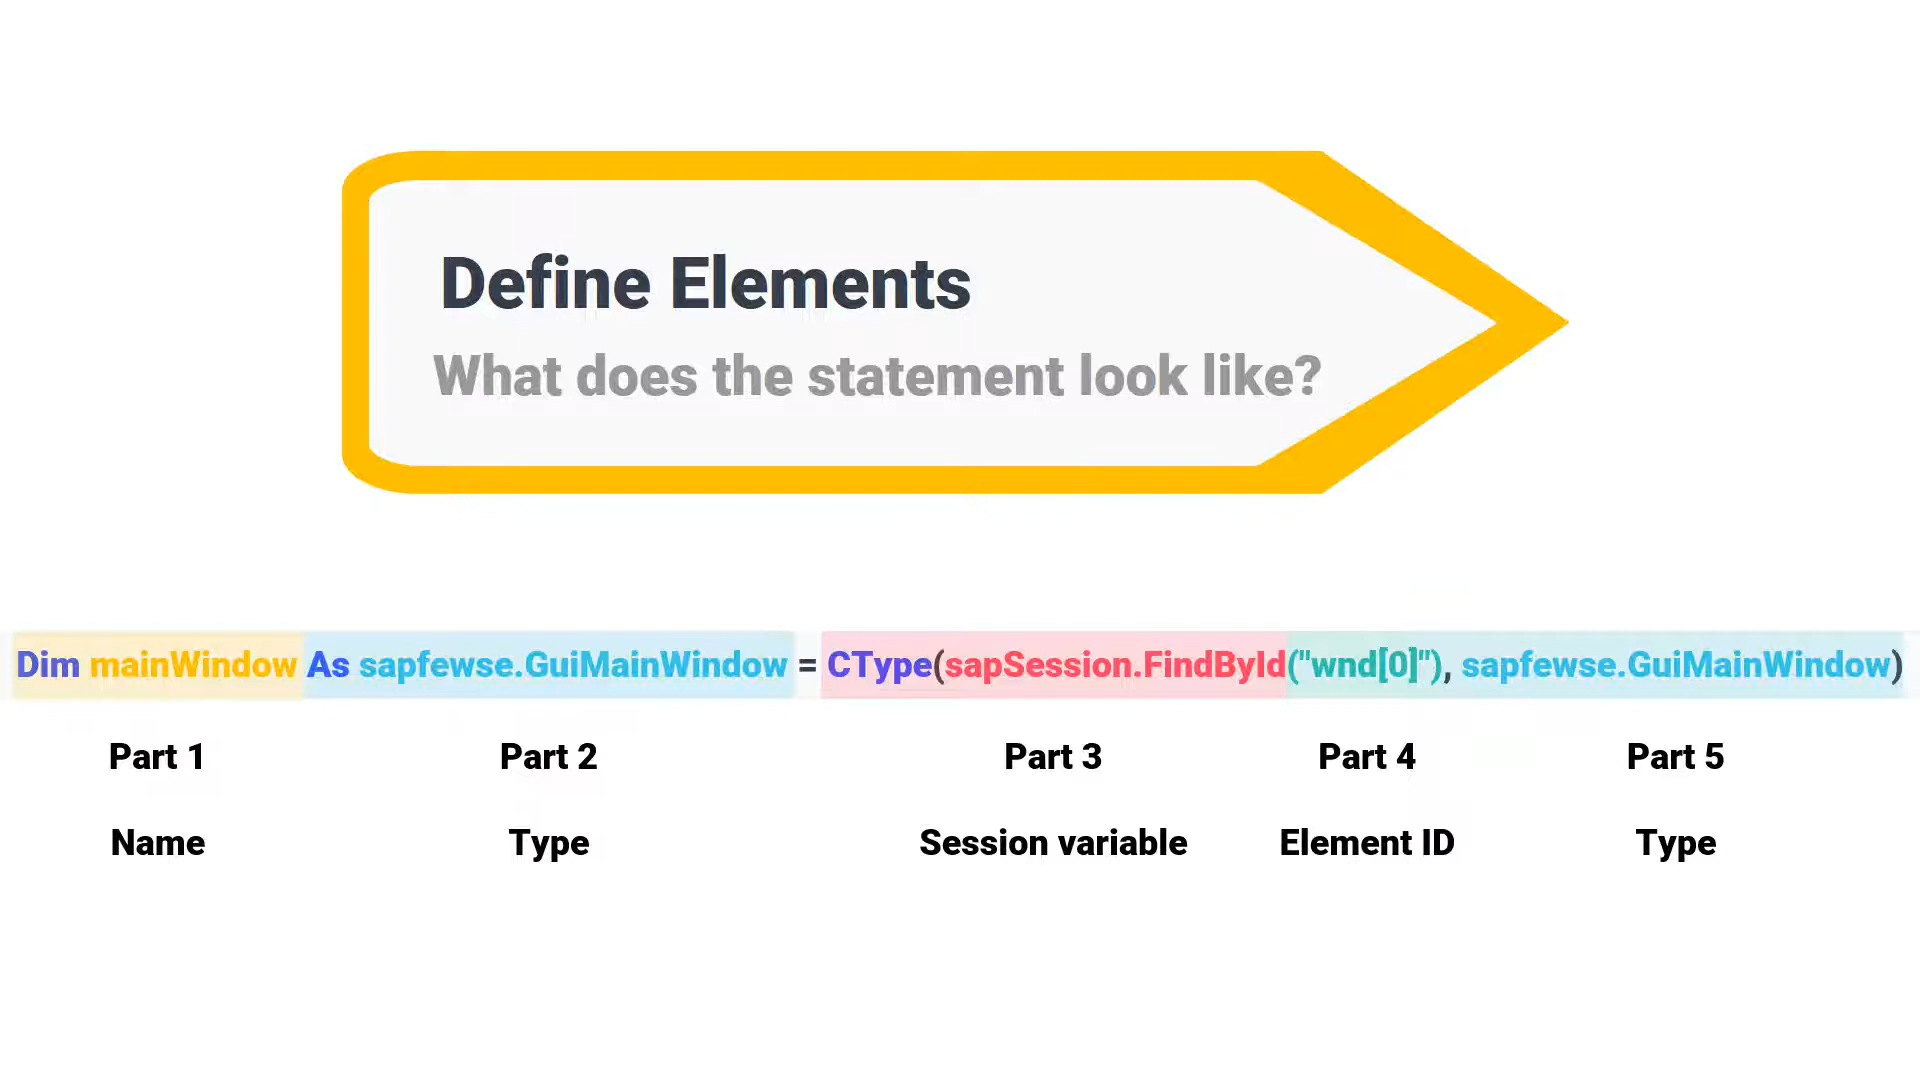 Define Elements
What does the statement look like?
Dim mainWindow As sapfewse.GuiMainWindow = CType(sapSession.FindById("wnd[0]"), sapfewse.GuiMainWindow)
Part 1 Part 2 Part 3 Part 4 Part 5
Name Type Session variable Element ID Type